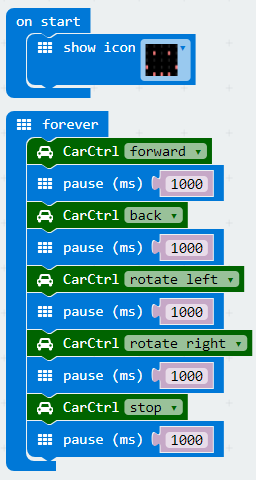 on start
show icon
forever
CarCtrl forward
pause (ms) 1000
CarCtrl back
pause (ms) 1000
CarCtrl rotate left
pause (ms) 1000
CarCtrl rotate right
pause (ms) 1000
CarCtrl stop
pause (ms) 1000